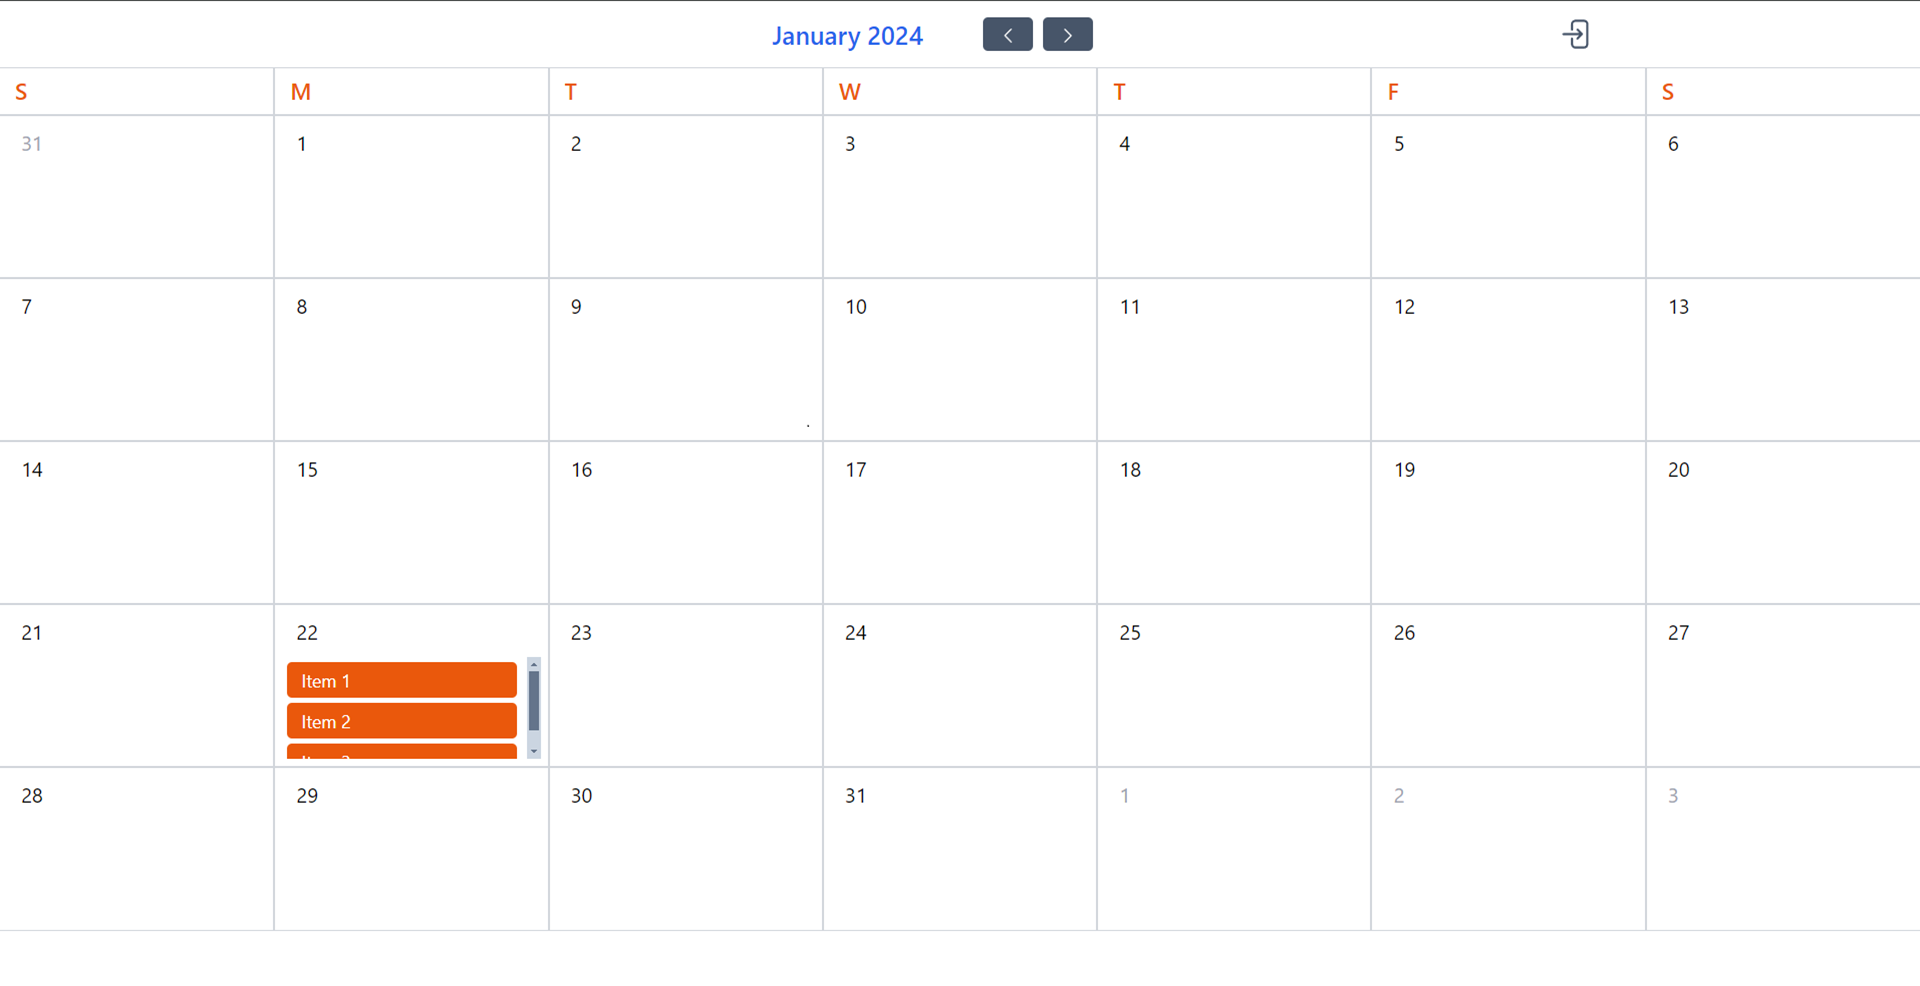 January 2024
S M T W T F S
31 1 2 3 4 5 6
7 8 9 10 11 12 13
14 15 16 17 18 19 20
21 22 23 24 25 26 27
Item 1
Item 2
28 29 30 31 1 2 3